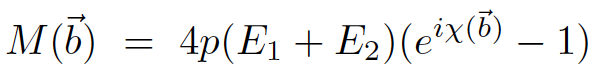 M(\vec{b}) = 4p(E_1 + E_2)(e^{i\chi(\vec{b})} - 1)